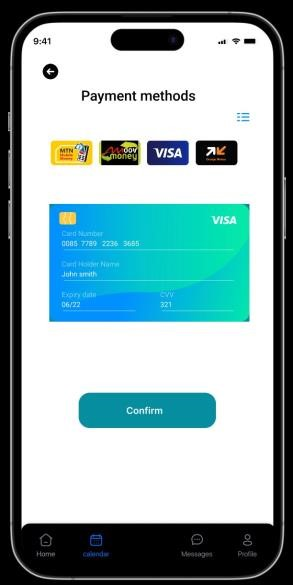 9:41
Payment methods
MTN
Mobile
Money
Moov
money
VISA
Orange Money
VISA
Card Number
0085 7789 2236 3685
Card Holder Name
John smith
Expiry date CVV
06/22 321
Confirm
Home calendar Messages Profile